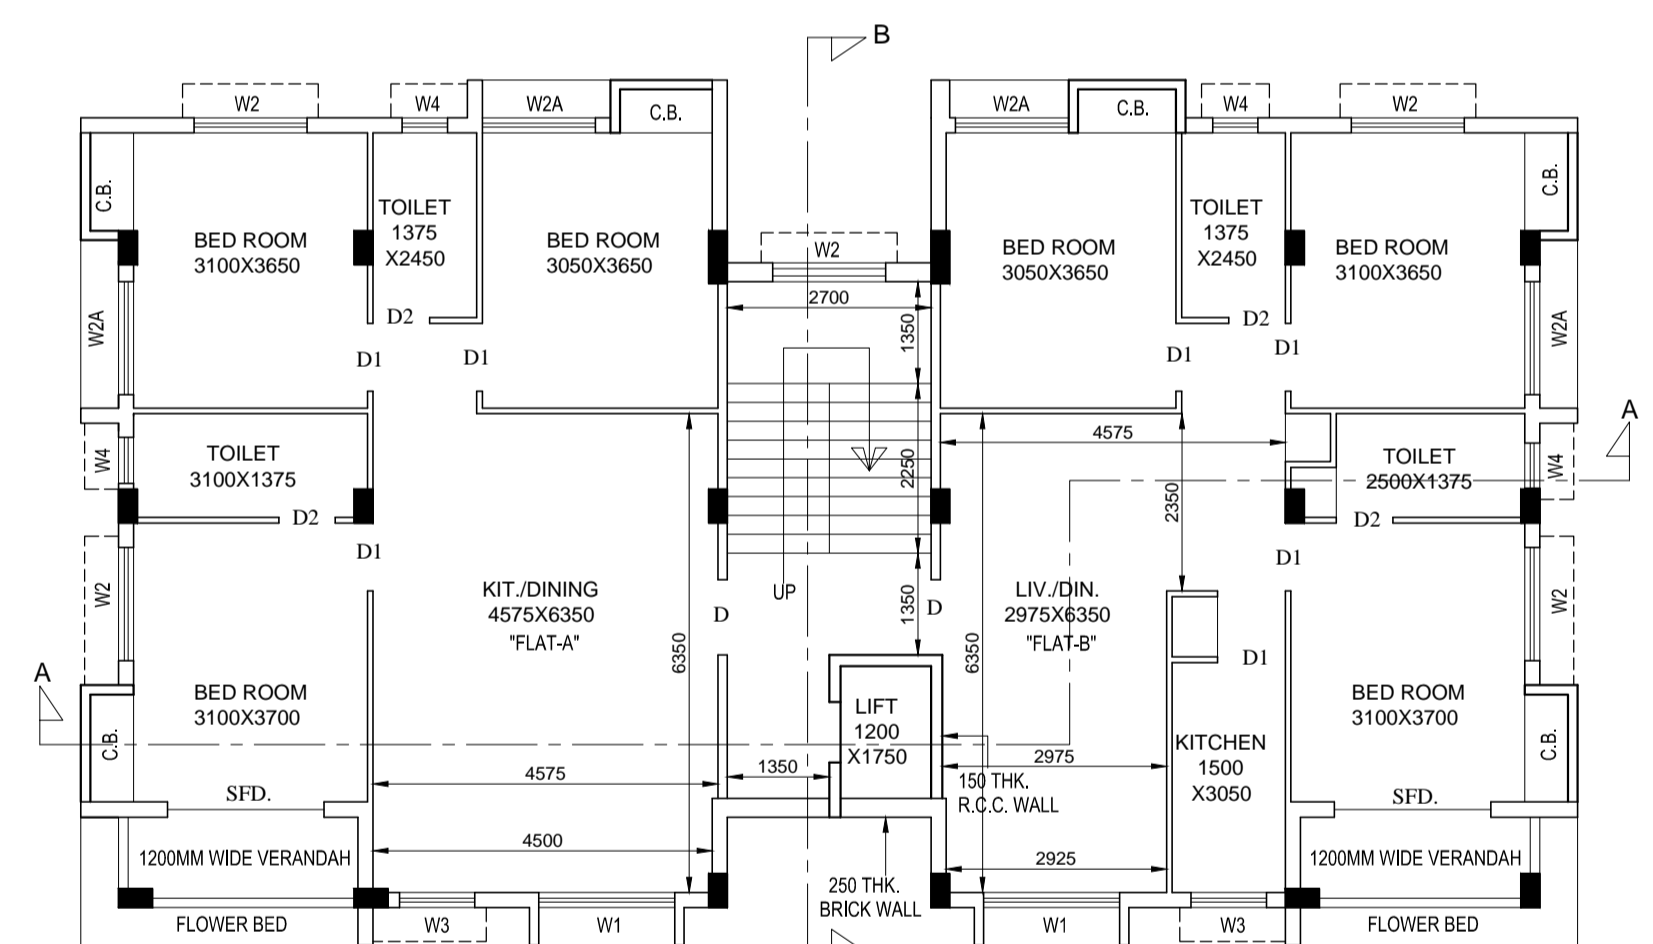 B
W2
W4
W2A
C.B.
W2A
C.B.
W4
W2
C.B.
C.B.
TOILET
1375
X2450
TOILET
1375
X2450
BED ROOM
3100X3650
BED ROOM
3050X3650
W2
BED ROOM
3050X3650
BED ROOM
3100X3650
2700
1350
W2A
D2
D2
W2A
D1
D1
D1
D1
A
4575
TOILET
3100X1375
W4
2250
TOILET
2500X1375
W4
2350
D2
D2
D1
D1
W2
KIT./DINING
4575X6350
"FLAT-A"
UP
D
1350
D
LIV./DIN.
2975X6350
"FLAT-B"
W2
6350
6350
D1
A
BED ROOM
3100X3700
LIFT
1200
X1750
BED ROOM
3100X3700
C.B.
KITCHEN
1500
X3050
C.B.
4575
1350
2975
150 THK.
R.C.C. WALL
SFD.
SFD.
4500
2925
1200MM WIDE VERANDAH
1200MM WIDE VERANDAH
250 THK.
BRICK WALL
FLOWER BED
W3
W1
W1
W3
FLOWER BED